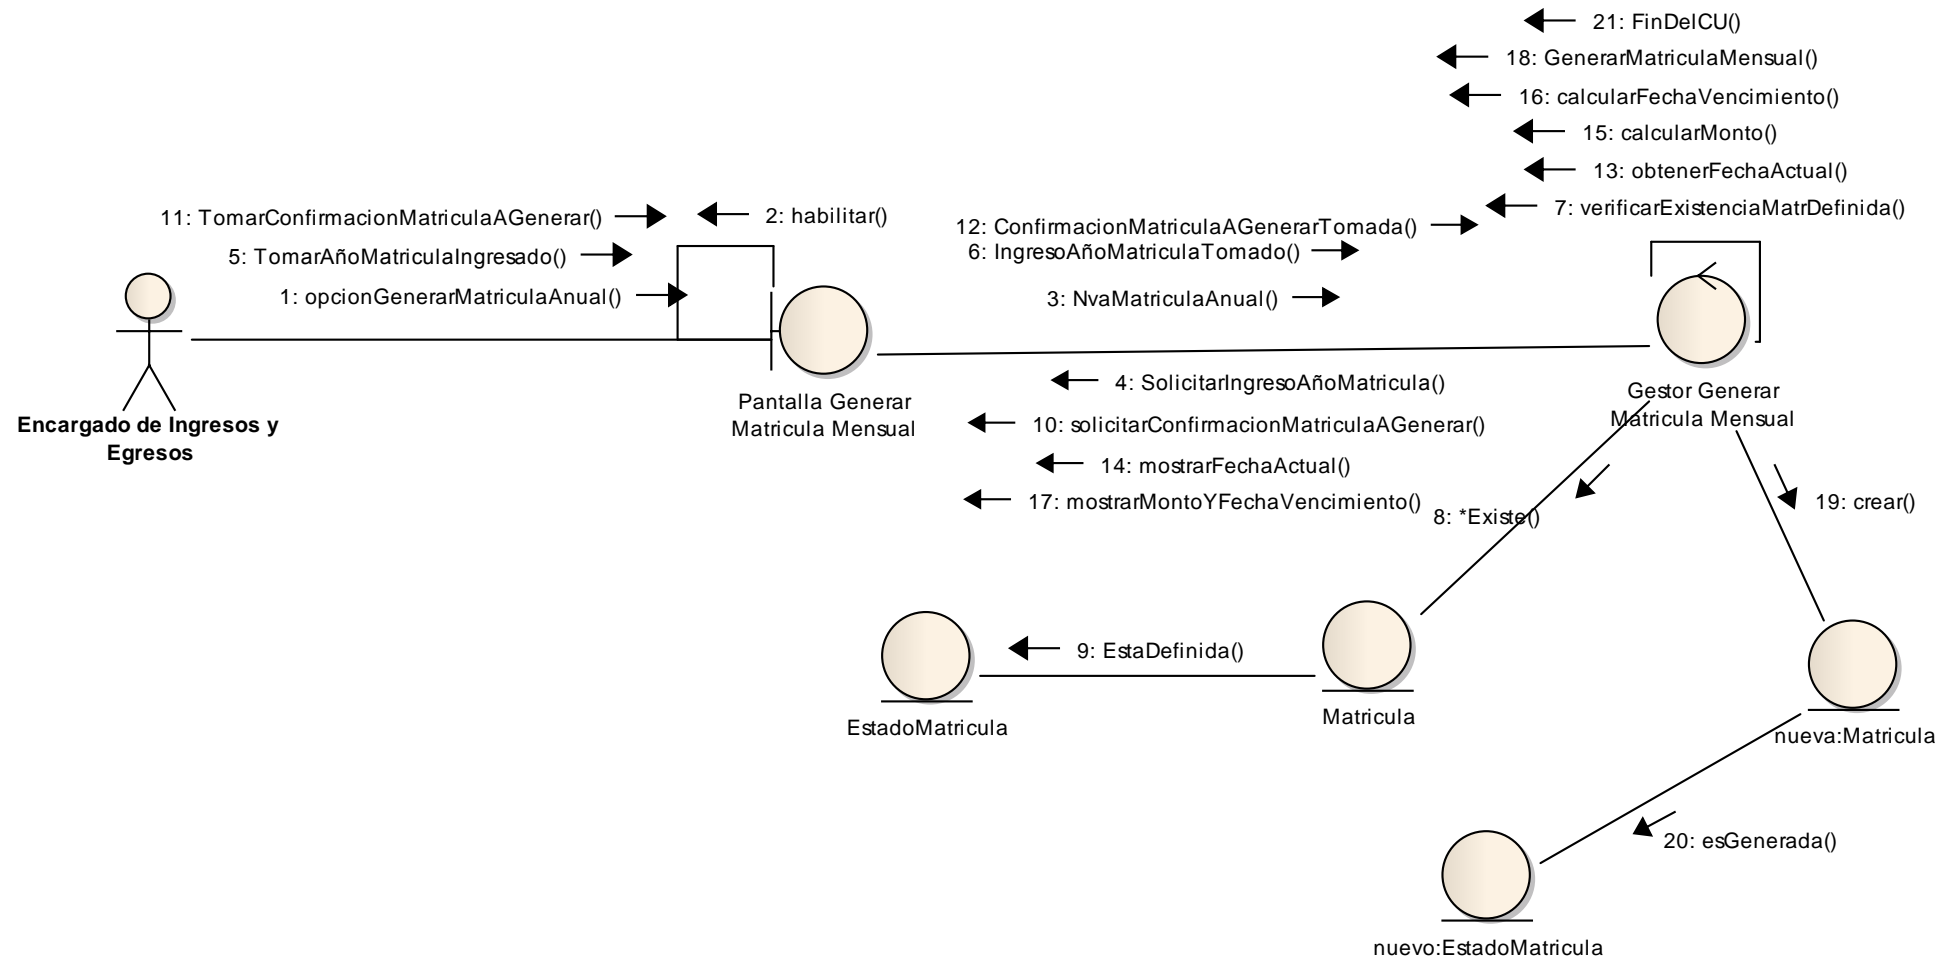 21: FinDelCU()
18: GenerarMatriculaMensual()
16: calcularFechaVencimiento()
15: calcularMonto()
13: obtenerFechaActual()
7: verificarExistenciaMatrDefinida()
11: TomarConfirmacionMatriculaAGenerar()
2: habilitar()
12: ConfirmacionMatriculaAGenerarTomada()
5: TomarAñoMatriculaIngresado()
6: IngresoAñoMatriculaTomado()
1: opcionGenerarMatriculaAnual()
3: NvaMatriculaAnual()
4: SolicitarIngresoAñoMatricula()
Pantalla Generar
Matricula Mensual
Gestor Generar
Matricula Mensual
Encargado de Ingresos y
Egresos
10: solicitarConfirmacionMatriculaAGenerar()
14: mostrarFechaActual()
17: mostrarMontoYFechaVencimiento()
8: *Existe()
19: crear()
9: EstaDefinida()
EstadoMatricula
Matricula
nueva:Matricula
20: esGenerada()
nuevo:EstadoMatricula